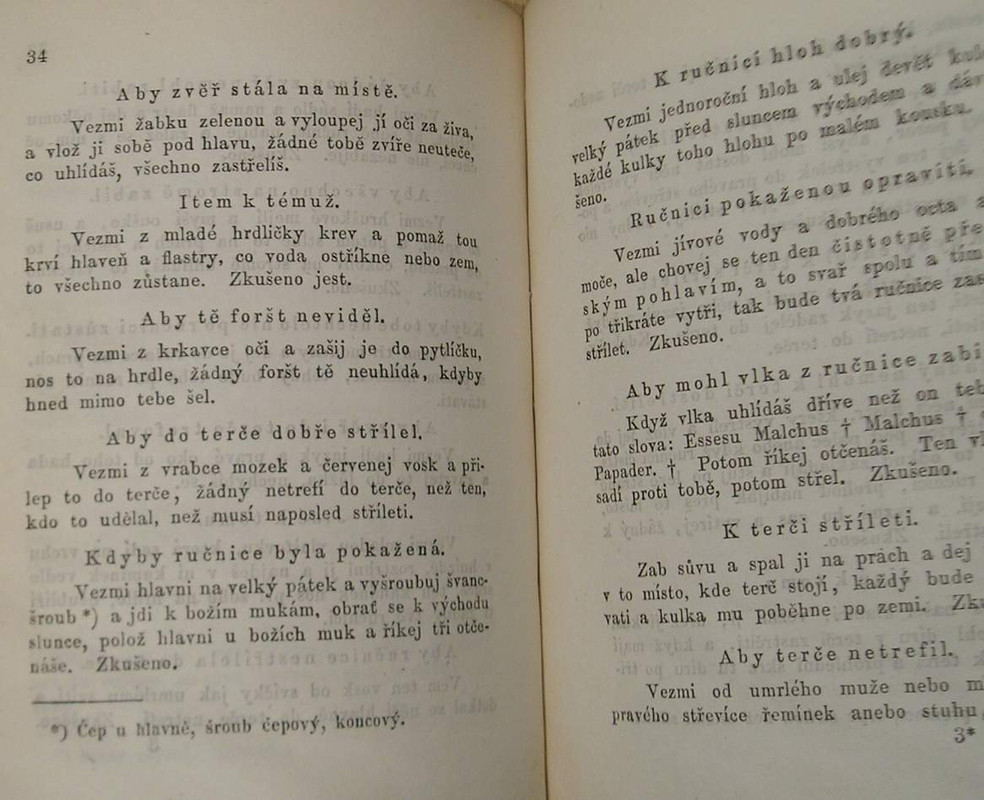 34
Aby zvěř stála na místě.
Vezmi žabku zelenou a vyloupej jí oči za živa,
a vlož ji sobě pod hlavu, žádné tobě zvíře neuteče,
co uhlídáš, všechno zastřelíš.
Item k témuž.
Vezmi z mladé hrdličky krev a pomaž tou
krví hlaveň a flastry, co voda ostříkne nebo zem,
to všechno zůstane. Zkušeno jest.
Aby tě foršt neviděl.
Vezmi z krkavce oči a zašij je do pytlíčku,
nos to na hrdle, žádný foršt tě neuhlídá, kdyby
hned mimo tebe šel.
Aby do terče dobře střílel.
Vezmi z vrabce mozek a červenej vosk a při-
lep to do terče, žádný netrefí do terče, než ten,
kdo to udělal, než musí naposled stříleti.
Kdyby ručnice byla pokažená.
Vezmi hlavni na velký pátek a vyšroubuj švanc-
šroub *) a jdi k božím mukám, obrať se k východu
slunce, polož hlavni u božích muk a říkej tři otče-
náše. Zkušeno.
*) Čep u hlavně, šroub čepový, koncový.
K ručnici hloh dobrý.
Vezmi jednoroční hloh a ulej devět
velký pátek před sluncem východem a
každé kulky toho hlohu po malém kousku.
šeno.
Ručnici pokaženou opraviti.
Vezmi jívové vody a dobrého octa a
moče, ale chovej se ten den čistotně
ským pohlavím, a to svař spolu a tím
po třikráte vytři, tak bude tvá ručnice
střílet. Zkušeno.
Aby mohl vlka z ručnice
Když vlka uhlídáš dříve než on
tato slova: Essesu Malchus † Malchus †
Papader. † Potom říkej otčenáš. Ten
sadí proti tobě, potom střel. Zkušeno.
K terči stříleti.
Zab sůvu a spal ji na prach a dej
v to místo, kde terč stojí, každý bude
vati a kulka mu poběhne po zemi.
Aby terče netrefil.
Vezmi od umrlého muže nebo
pravého střevíce řemínek anebo stuhu
3*